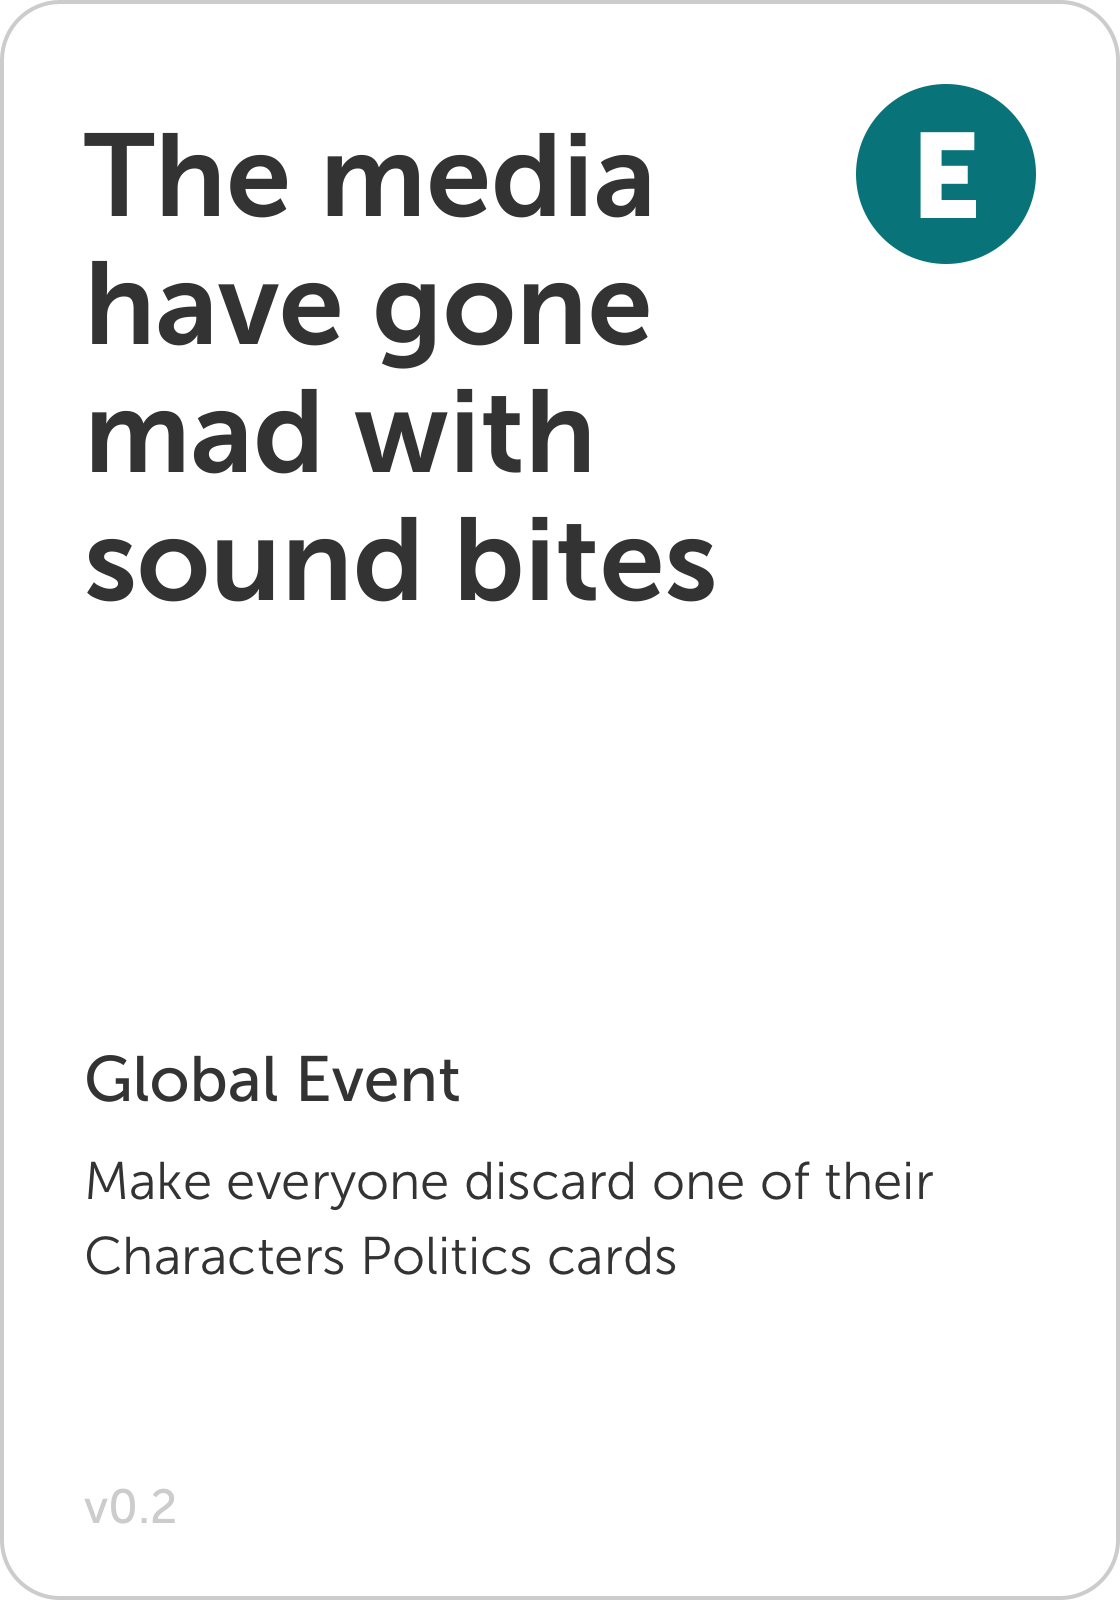 The media
have gone
mad with
sound bites
E
Global Event
Make everyone discard one of their
Characters Politics cards
v0.2